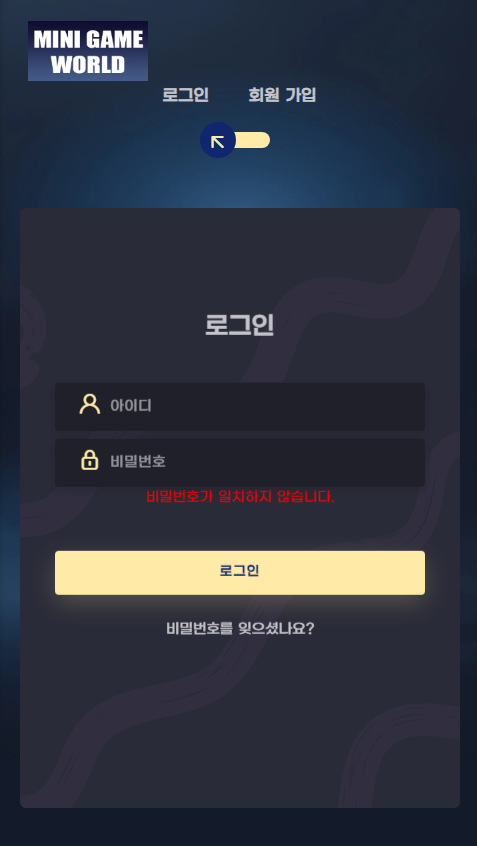 MINI GAME
WORLD
로그인 회원 가입
로그인
아이디
비밀번호
비밀번호가 일치하지 않습니다.
로그인
비밀번호를 잊으셨나요?